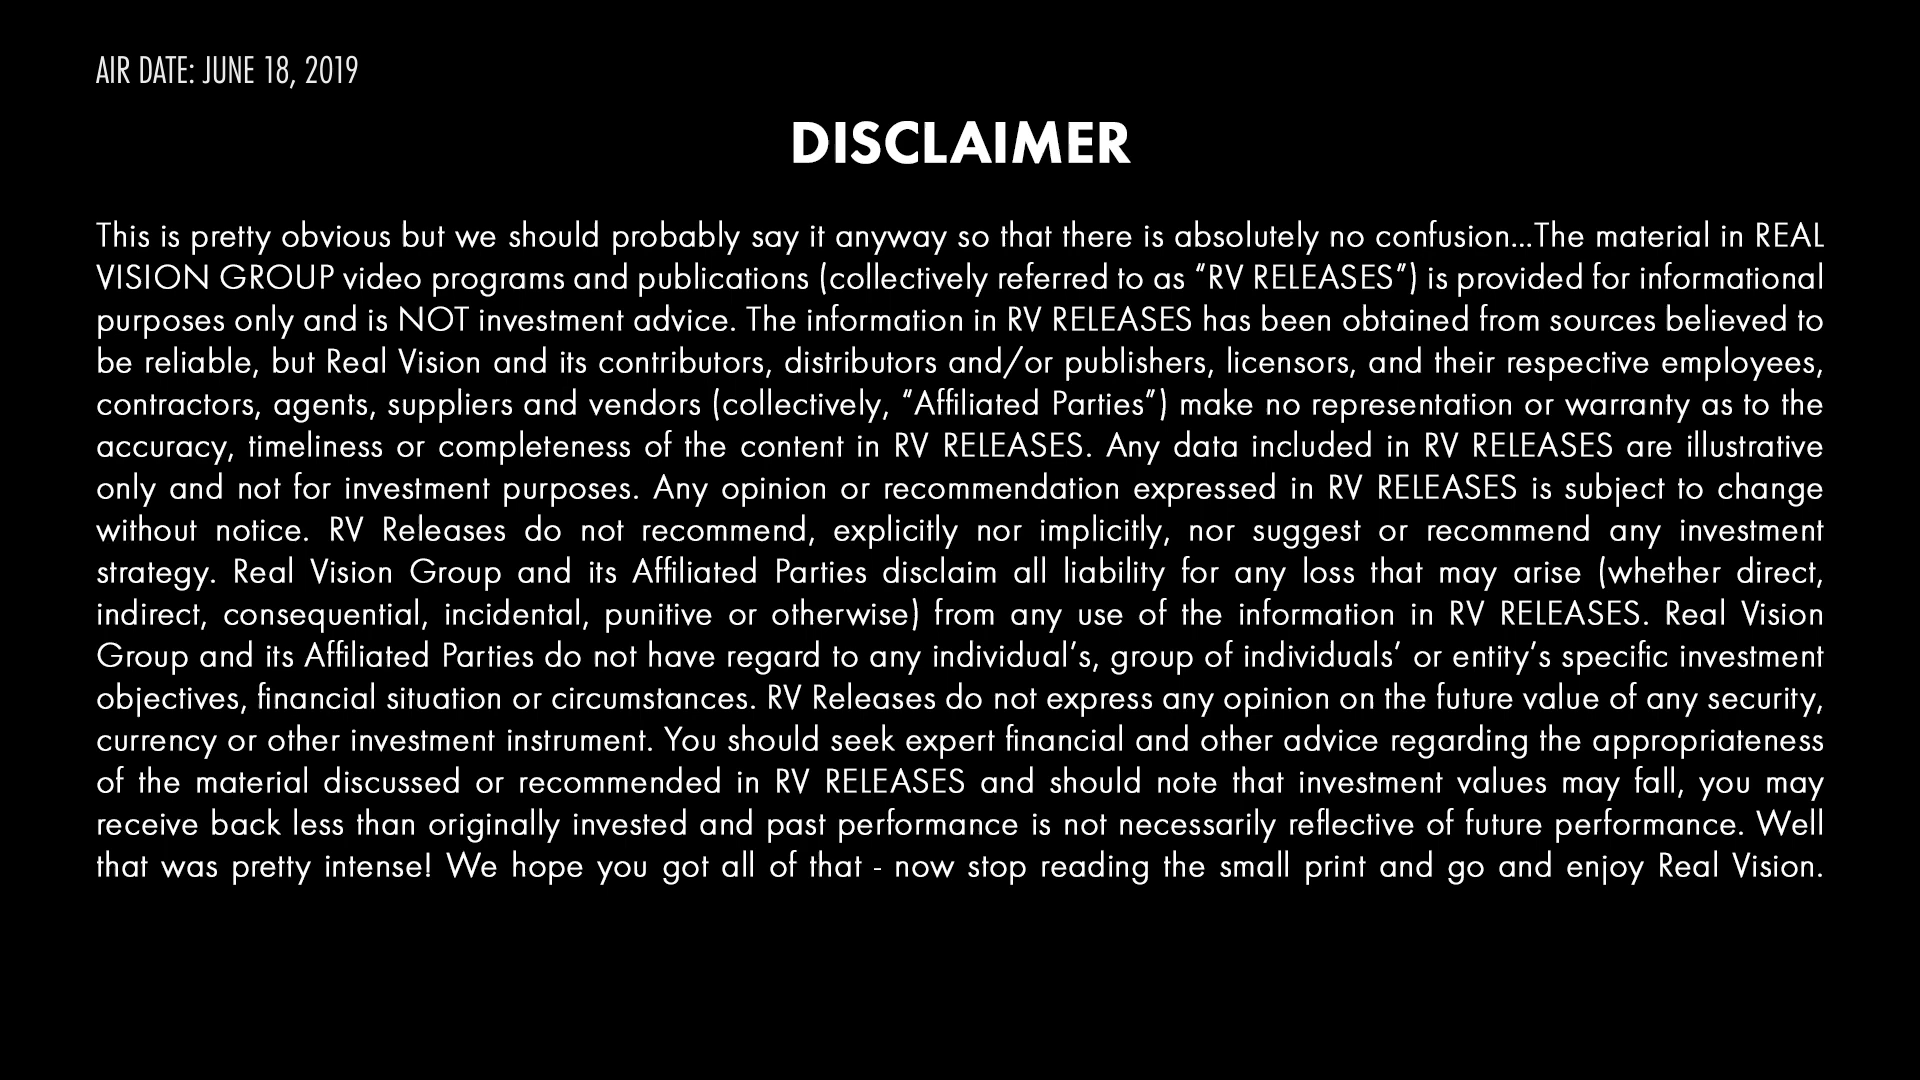 AIR DATE: JUNE 18, 2019
DISCLAIMER
This is pretty obvious but we should probably say it anyway so that there is absolutely no confusion...The material in REAL
VISION GROUP video programs and publications (collectively referred to as “RV RELEASES”) is provided for informational
purposes only and is NOT investment advice. The information in RV RELEASES has been obtained from sources believed to
be reliable, but Real Vision and its contributors, distributors and/or publishers, licensors, and their respective employees,
contractors, agents, suppliers and vendors (collectively, “Affiliated Parties”) make no representation or warranty as to the
accuracy, timeliness or completeness of the content in RV RELEASES. Any data included in RV RELEASES are illustrative
only and not for investment purposes. Any opinion or recommendation expressed in RV RELEASES is subject to change
without notice. RV Releases do not recommend, explicitly nor implicitly, nor suggest or recommend any investment
strategy. Real Vision Group and its Affiliated Parties disclaim all liability for any loss that may arise (whether direct,
indirect, consequential, incidental, punitive or otherwise) from any use of the information in RV RELEASES. Real Vision
Group and its Affiliated Parties do not have regard to any individual’s, group of individuals’ or entity’s specific investment
objectives, financial situation or circumstances. RV Releases do not express any opinion on the future value of any security,
currency or other investment instrument. You should seek expert financial and other advice regarding the appropriateness
of the material discussed or recommended in RV RELEASES and should note that investment values may fall, you may
receive back less than originally invested and past performance is not necessarily reflective of future performance. Well
that was pretty intense! We hope you got all of that - now stop reading the small print and go and enjoy Real Vision.